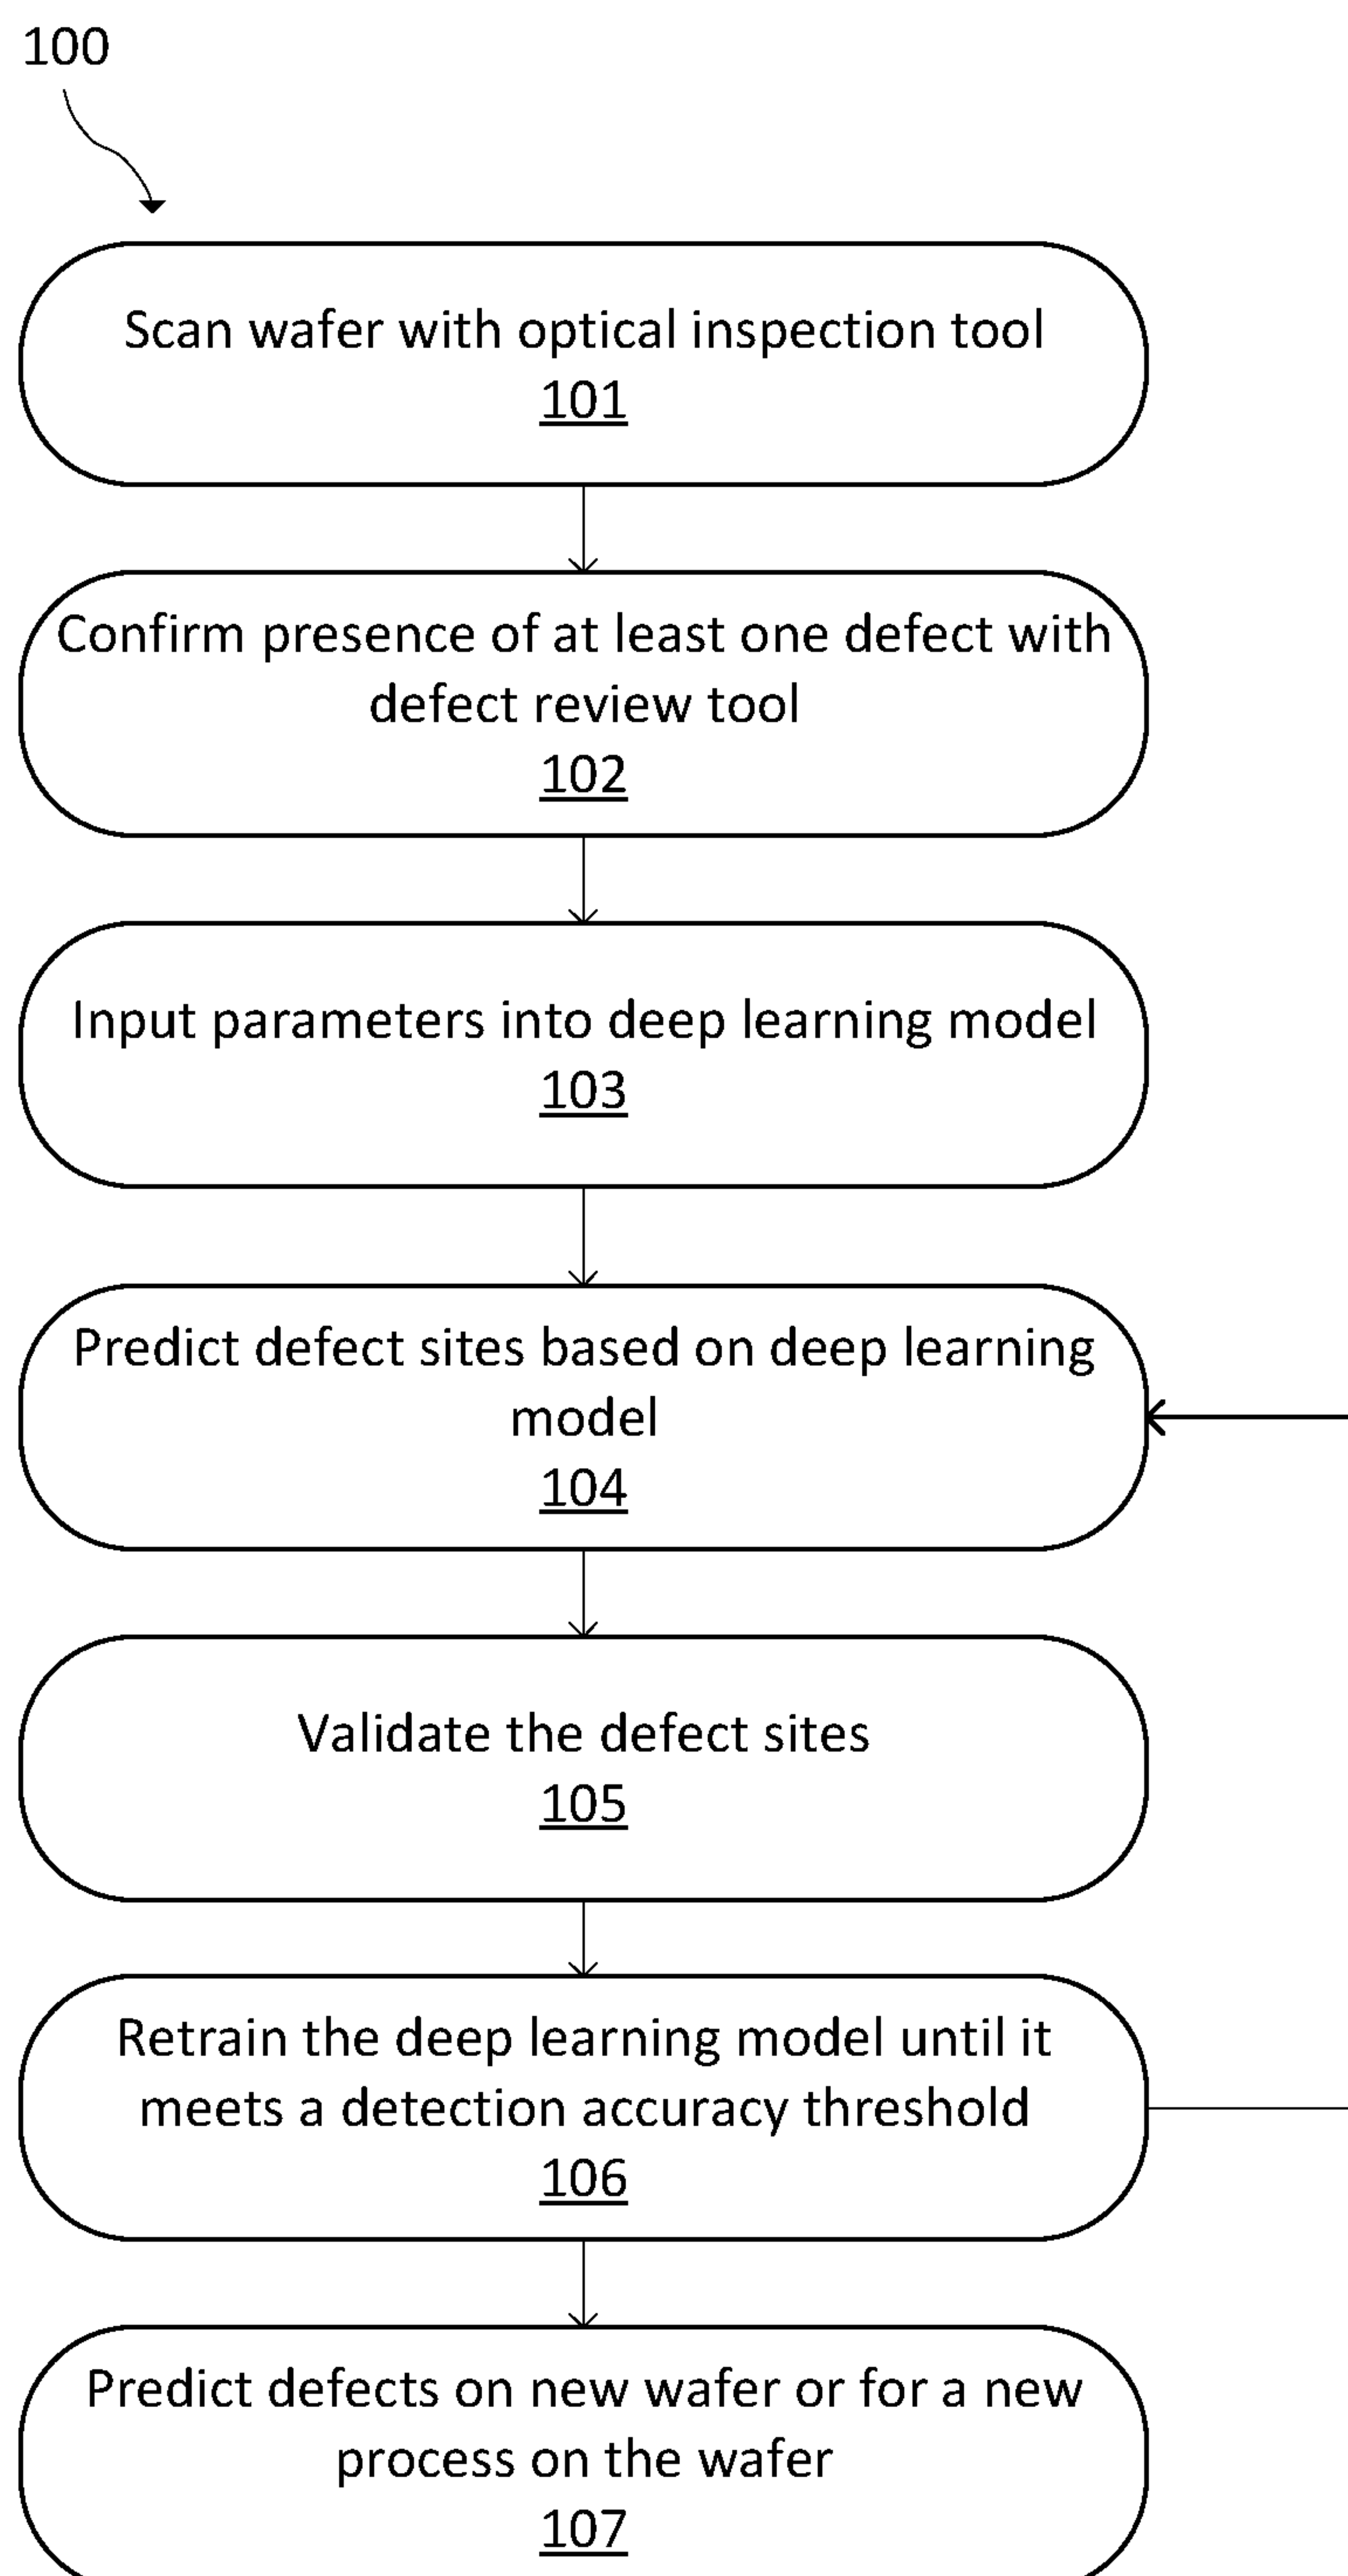 100
Scan wafer with optical inspection tool
101
Confirm presence of at least one defect with
defect review tool
102
Input parameters into deep learning model
103
Predict defect sites based on deep learning
model
104
Validate the defect sites
105
Retrain the deep learning model until it
meets a detection accuracy threshold
106
Predict defects on new wafer or for a new
process on the wafer
107